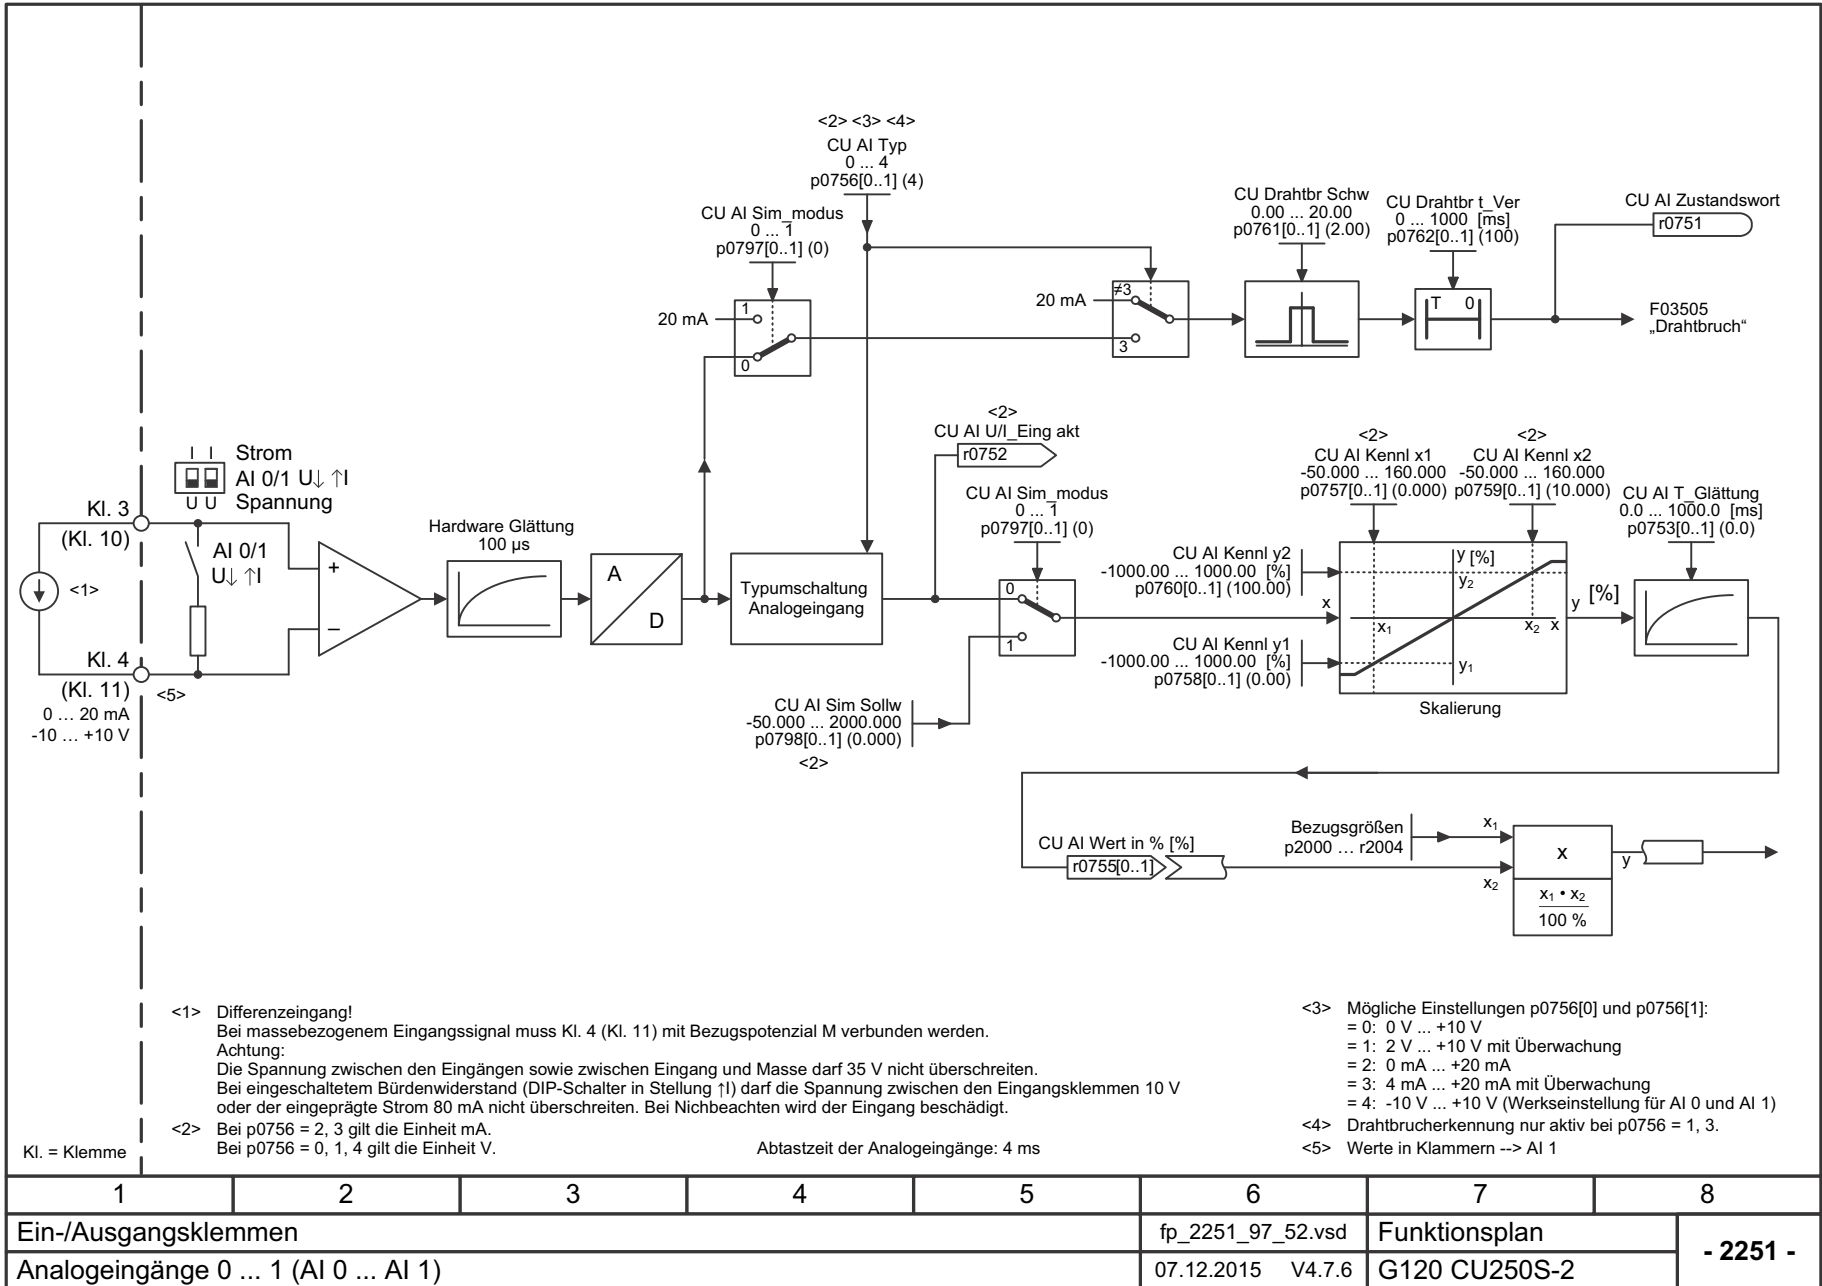 <2> <3> <4>
CU AI Typ
0 ... 4
p0756[0..1] (4)
CU AI Sim_modus
0 ... 1
p0797[0..1] (0)
1
20 mA
0
20 mA
≠3
3
CU Drahtbr Schw
0.00 ... 20.00
p0761[0..1] (2.00)
CU Drahtbr t_Ver
0 ... 1000 [ms]
p0762[0..1] (100)
T 0
CU AI Zustandswort
r0751
F03505
„Drahtbruch“
I I
Strom
AI 0/1 U↓ ↑I
U U
Spannung
Kl. 3
(Kl. 10)
AI 0/1
U↓ ↑I
<1>
Kl. 4
(Kl. 11)
<5>
0 ... 20 mA
-10 ... +10 V
+
–
Hardware Glättung
100 µs
A
D
Typumschaltung
Analogeingang
<2>
CU AI U/I_Eing akt
r0752
CU AI Sim_modus
0 ... 1
p0797[0..1] (0)
0
1
CU AI Sim Sollw
-50.000 ... 2000.000
p0798[0..1] (0.000)
<2>
<2>
CU AI Kennl x1
-50.000 ... 160.000
p0757[0..1] (0.000)
<2>
CU AI Kennl x2
-50.000 ... 160.000
p0759[0..1] (10.000)
CU AI Kennl y2
-1000.00 ... 1000.00 [%]
p0760[0..1] (100.00)
x
CU AI Kennl y1
-1000.00 ... 1000.00 [%]
p0758[0..1] (0.00)
y [%]
y₂
x₁
x₂ x
y₁
Skalierung
y [%]
CU AI T_Glättung
0.0 ... 1000.0 [ms]
p0753[0..1] (0.0)
CU AI Wert in % [%]
r0755[0..1]
Bezugsgrößen
p2000 ... r2004
x₁
x₂
x
x₁ • x₂
100 %
y
<1> Differenzeingang!
Bei massebezogenem Eingangssignal muss Kl. 4 (Kl. 11) mit Bezugspotenzial M verbunden werden.
Achtung:
Die Spannung zwischen den Eingängen sowie zwischen Eingang und Masse darf 35 V nicht überschreiten.
Bei eingeschaltetem Bürdenwiderstand (DIP-Schalter in Stellung ↑I) darf die Spannung zwischen den Eingangsklemmen 10 V
oder der eingeprägte Strom 80 mA nicht überschreiten. Bei Nichbeachten wird der Eingang beschädigt.
<2> Bei p0756 = 2, 3 gilt die Einheit mA.
Bei p0756 = 0, 1, 4 gilt die Einheit V.
Abtastzeit der Analogeingänge: 4 ms
<3> Mögliche Einstellungen p0756[0] und p0756[1]:
= 0: 0 V ... +10 V
= 1: 2 V ... +10 V mit Überwachung
= 2: 0 mA ... +20 mA
= 3: 4 mA ... +20 mA mit Überwachung
= 4: -10 V ... +10 V (Werkseinstellung für AI 0 und AI 1)
<4> Drahtbrucherkennung nur aktiv bei p0756 = 1, 3.
<5> Werte in Klammern --> AI 1
Kl. = Klemme
1 2 3 4 5 6 7 8
Ein-/Ausgangsklemmen
fp_2251_97_52.vsd
Funktionsplan
- 2251 -
Analogeingänge 0 ... 1 (AI 0 ... AI 1)
07.12.2015 V4.7.6
G120 CU250S-2